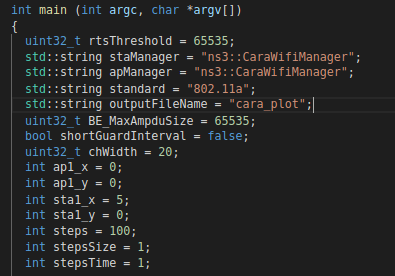 int main (int argc, char *argv[])
{
uint32_t rtsThreshold = 65535;
std::string staManager = "ns3::CaraWifiManager";
std::string apManager = "ns3::CaraWifiManager";
std::string standard = "802.11a";
std::string outputFileName = "cara_plot";
uint32_t BE_MaxAmpduSize = 65535;
bool shortGuardInterval = false;
uint32_t chWidth = 20;
int ap1_x = 0;
int ap1_y = 0;
int sta1_x = 5;
int sta1_y = 0;
int steps = 100;
int stepsSize = 1;
int stepsTime = 1;